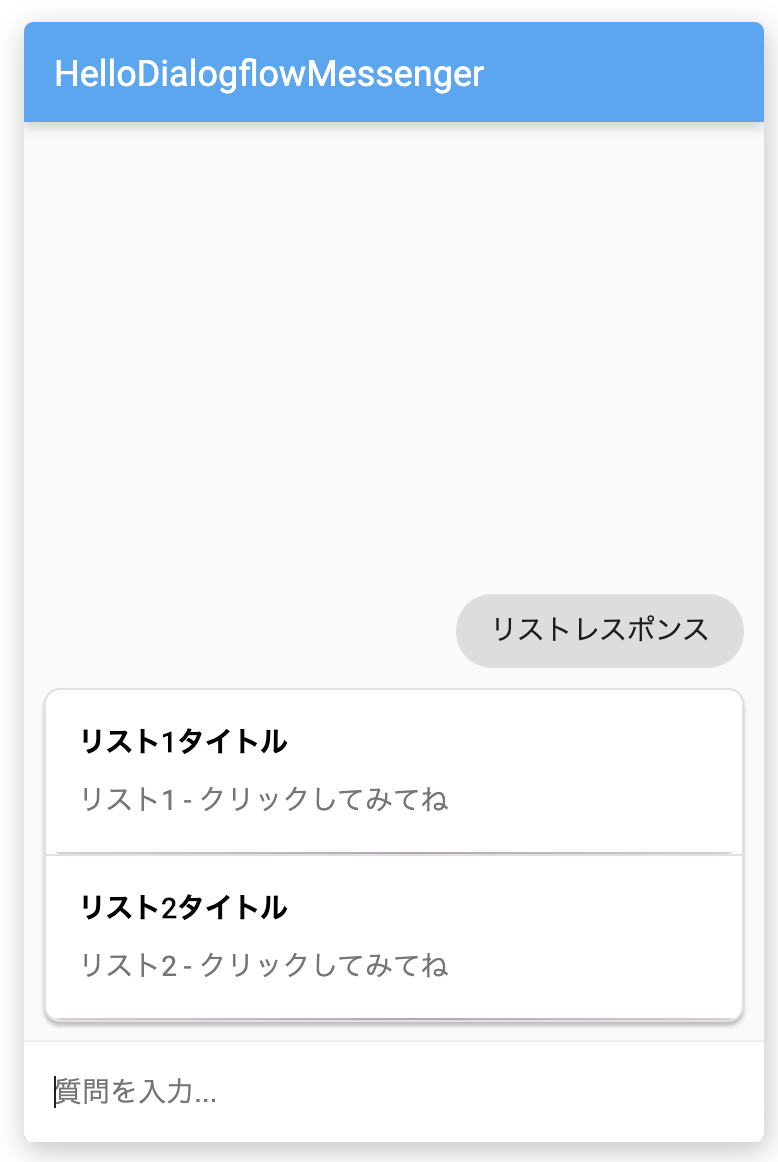 HelloDialogflowMessenger
リストレスポンス
リスト1タイトル
リスト1 - クリックしてみてね
リスト2タイトル
リスト2 - クリックしてみてね
質問を入力...